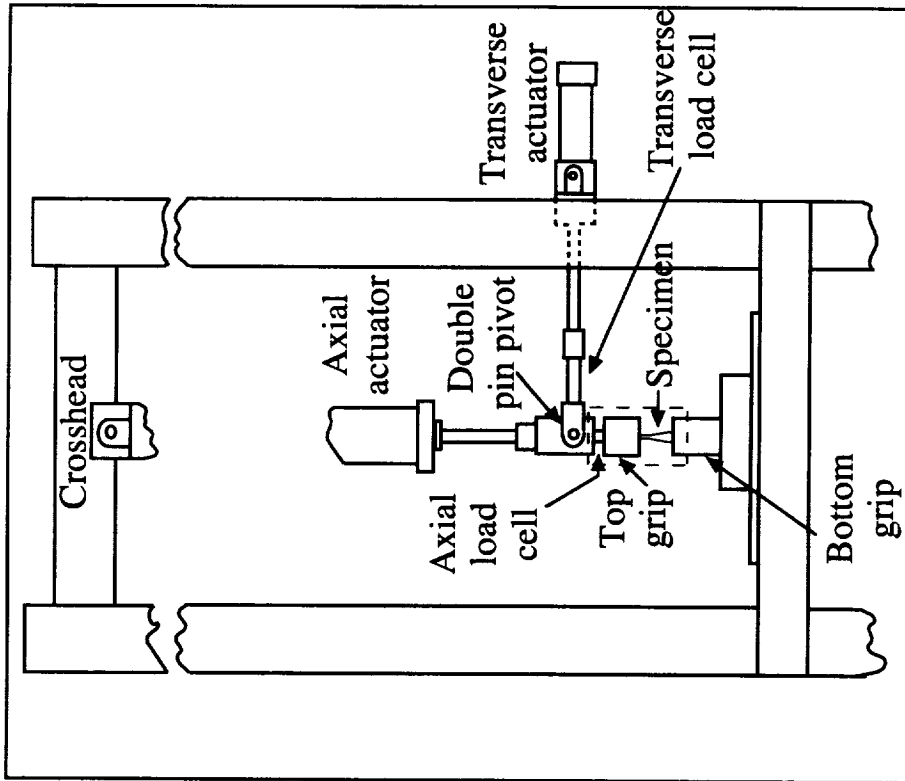 Crosshead
Axial
actuator
Double
pin pivot
Transverse
actuator
Transverse
load cell
Axial
load
cell
Top
grip
Specimen
Bottom
grip